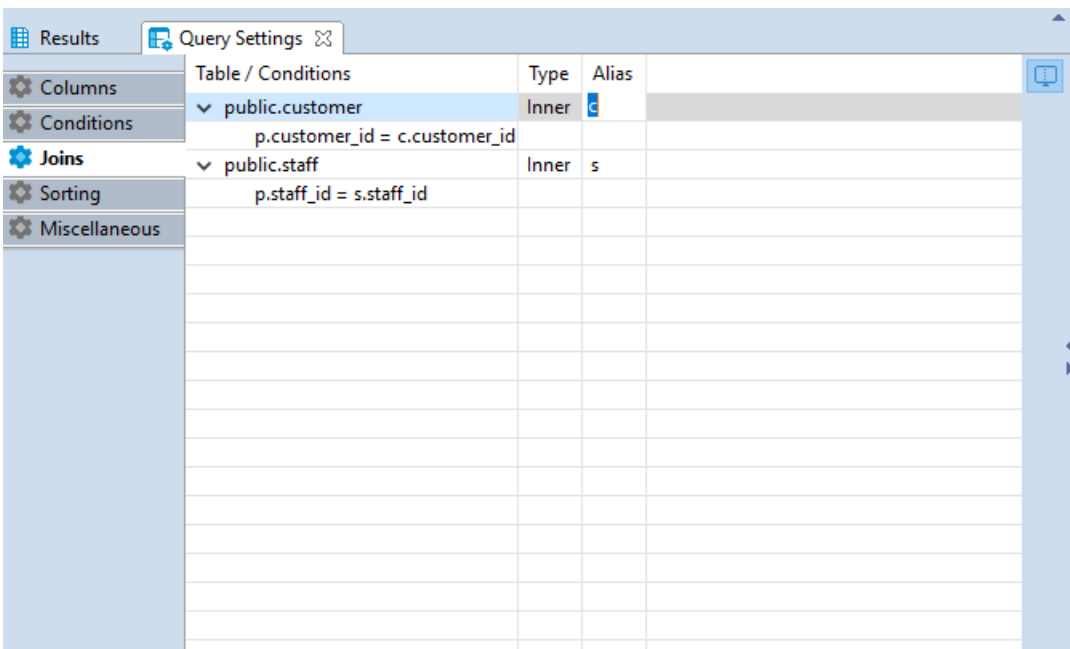 Results Query Settings
Table / Conditions Type Alias
Columns
public.customer Inner c
Conditions
p.customer_id = c.customer_id
Joins
public.staff Inner s
Sorting
p.staff_id = s.staff_id
Miscellaneous